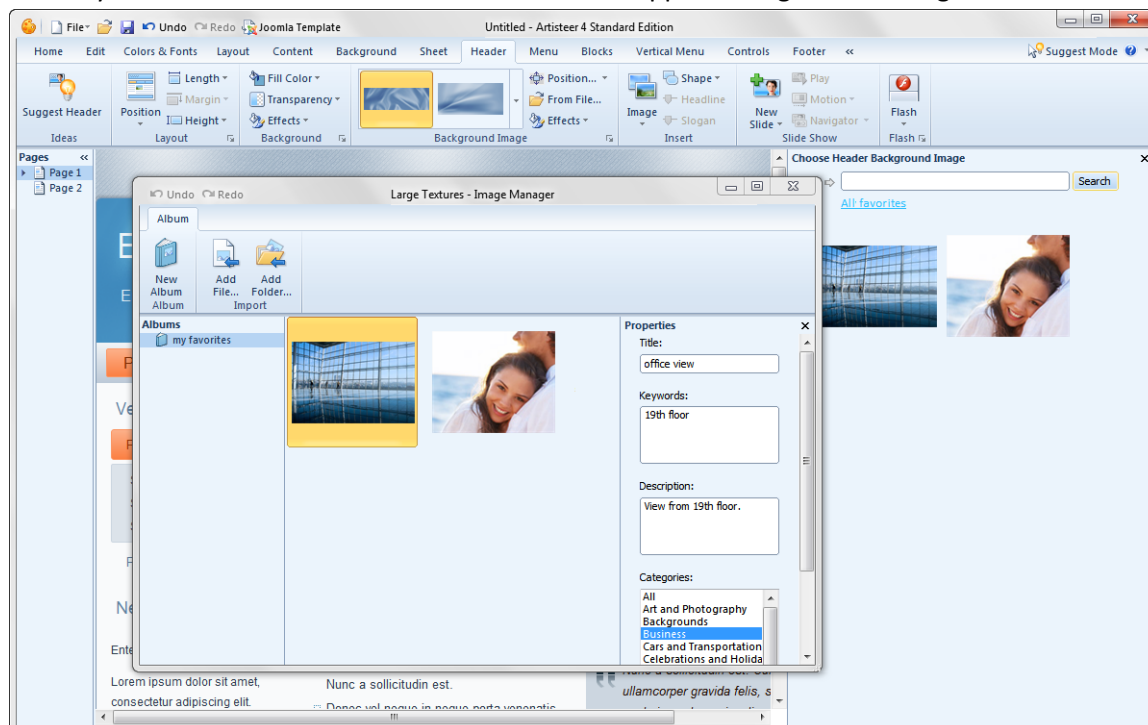 File
Undo
Redo
Joomla Template
Untitled - Artisteer 4 Standard Edition
Home Edit Colors & Fonts Layout Content Background Sheet Header Menu Blocks Vertical Menu Controls Footer «
Suggest Mode
Suggest Header
Ideas
Position
Length
Margin
Height
Layout
Fill Color
Transparency
Effects
Background
Position...
From File...
Effects
Background Image
Image
Shape
Headline
Slogan
Insert
New
Slide
Play
Motion
Navigator
Slide Show
Flash
Flash
Pages «
Page 1
Page 2
Choose Header Background Image
Search
All favorites
Undo Redo
Large Textures - Image Manager
Album
New
Album
Album
Add
File...
Add
Folder...
Import
Albums
my favorites
Properties
Title:
office view
Keywords:
19th floor
Description:
View from 19th floor.
Categories:
All
Art and Photography
Backgrounds
Business
Cars and Transportation
Celebrations and Holida
Lorem ipsum dolor sit amet,
consectetur adipiscing elit.
Nunc a sollicitudin est.
ullamcorper gravida felis, s